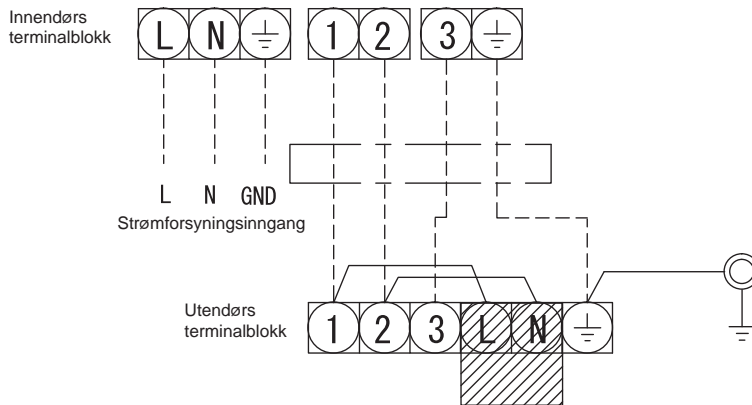 Innendørs
terminalblokk
L N 1 2 3
L N GND
Strømforsyningsinngang
Utendørs
terminalblokk
1 2 3 L N